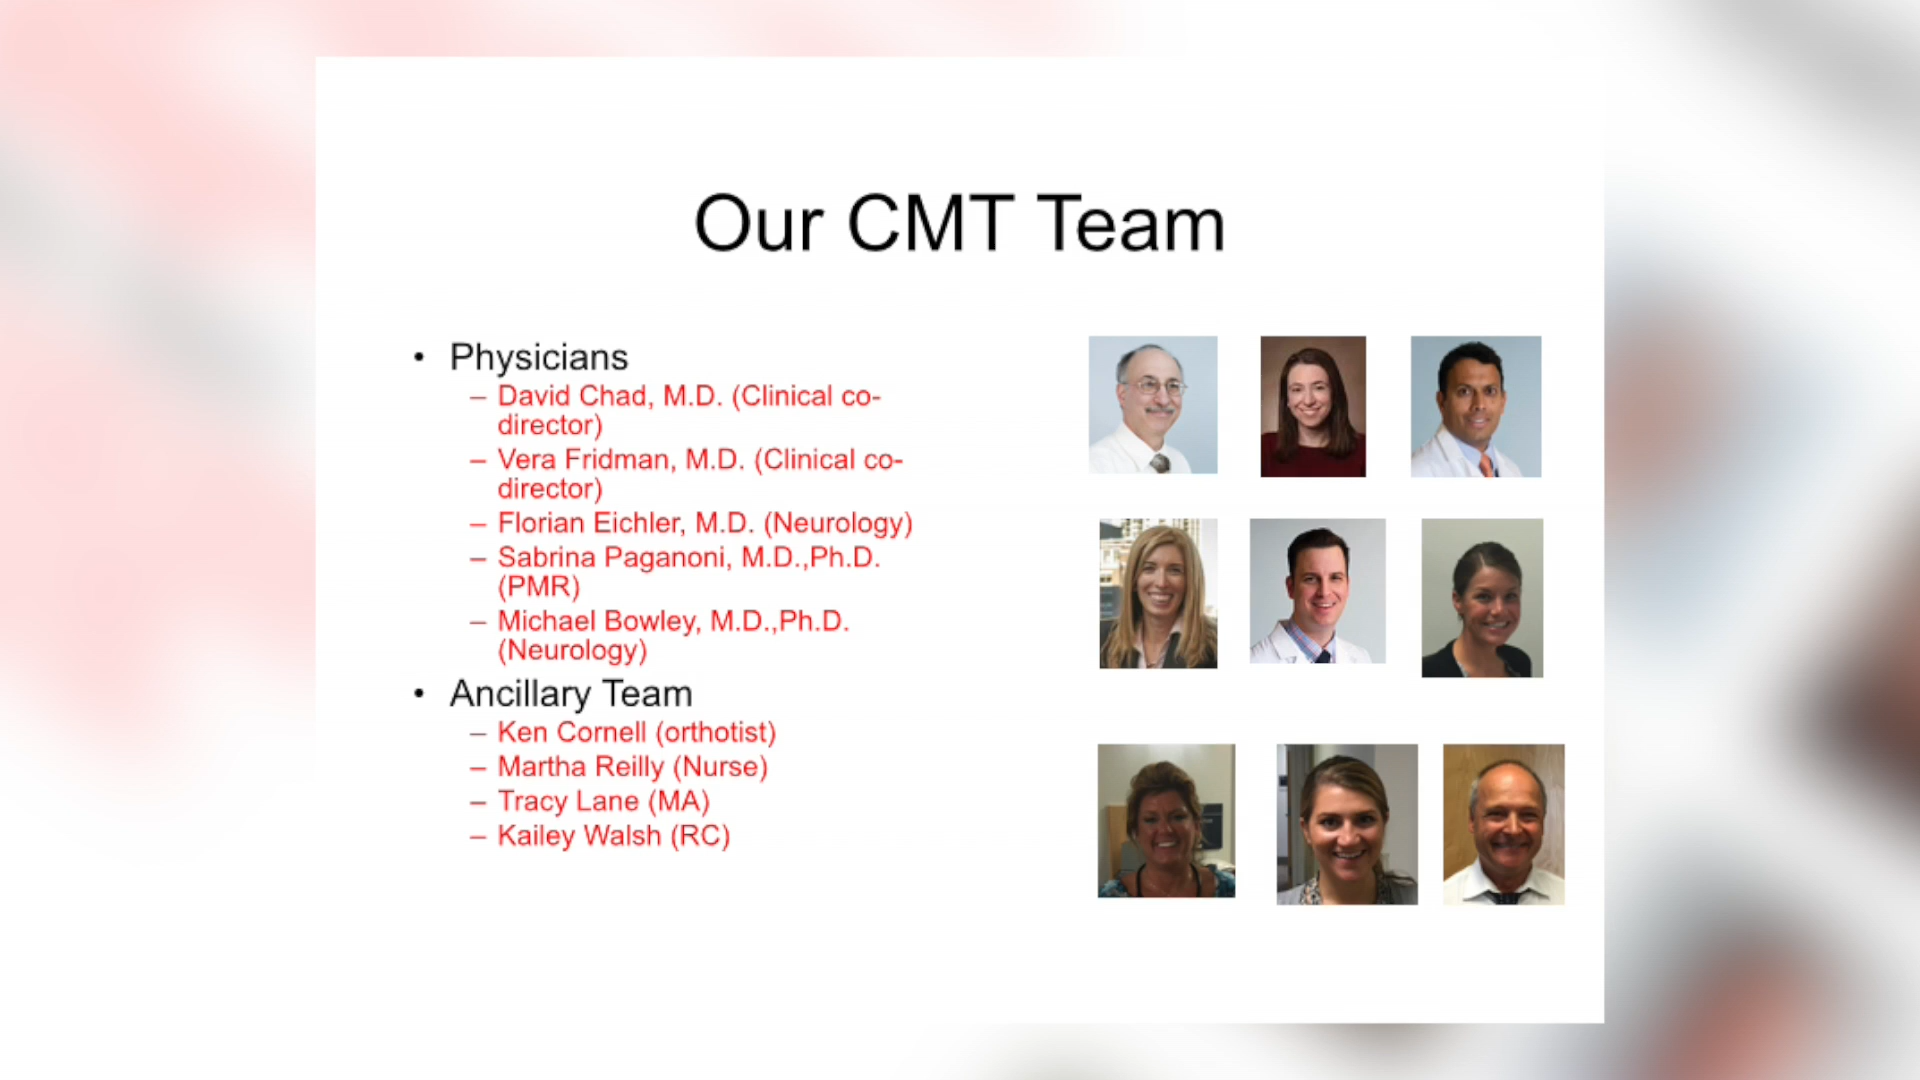 Our CMT Team
• Physicians
– David Chad, M.D. (Clinical co-
director)
– Vera Fridman, M.D. (Clinical co-
director)
– Florian Eichler, M.D. (Neurology)
– Sabrina Paganoni, M.D.,Ph.D.
(PMR)
– Michael Bowley, M.D.,Ph.D.
(Neurology)
• Ancillary Team
– Ken Cornell (orthotist)
– Martha Reilly (Nurse)
– Tracy Lane (MA)
– Kailey Walsh (RC)